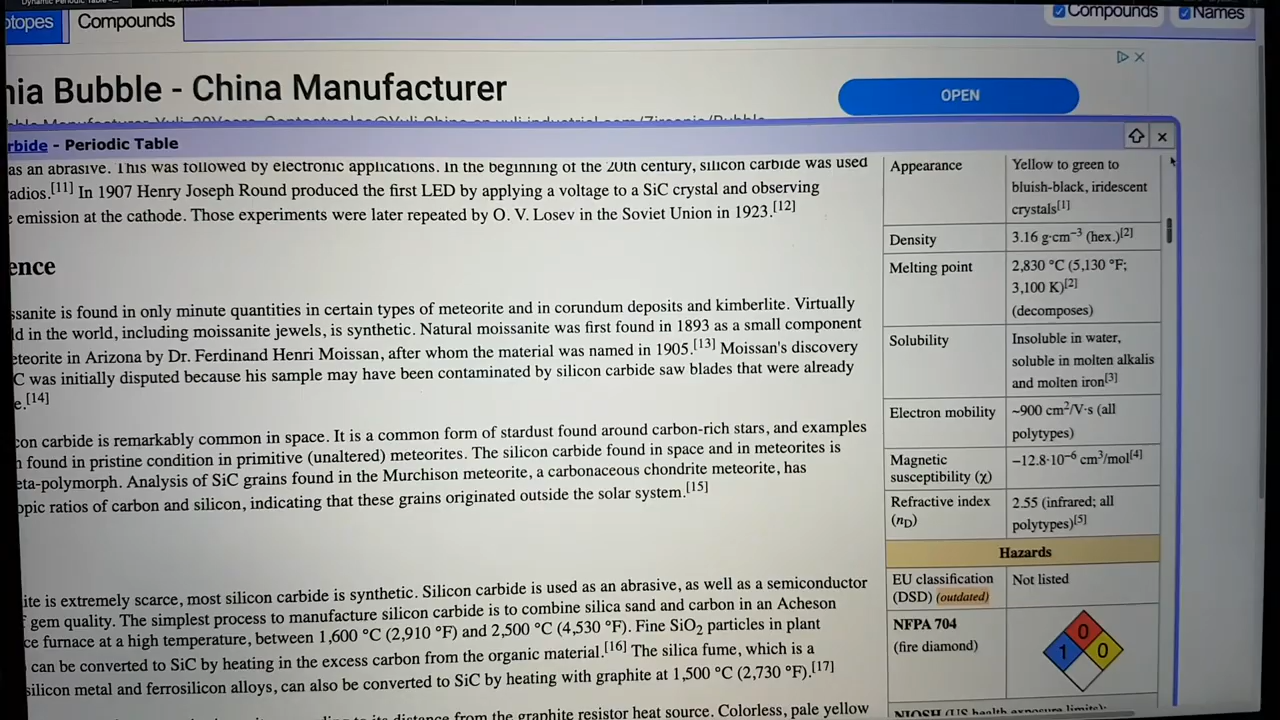 otopes
Compounds
Compounds
Names
nia Bubble - China Manufacturer
OPEN
rbide - Periodic Table
as an abrasive. This was followed by electronic applications. In the beginning of the 20th century, silicon carbide was used
adios.[11] In 1907 Henry Joseph Round produced the first LED by applying a voltage to a SiC crystal and observing
emission at the cathode. Those experiments were later repeated by O. V. Losev in the Soviet Union in 1923.[12]
ence
ssanite is found in only minute quantities in certain types of meteorite and in corundum deposits and kimberlite. Virtually
ld in the world, including moissanite jewels, is synthetic. Natural moissanite was first found in 1893 as a small component
eteorite in Arizona by Dr. Ferdinand Henri Moissan, after whom the material was named in 1905.[13] Moissan's discovery
C was initially disputed because his sample may have been contaminated by silicon carbide saw blades that were already
e.[14]
con carbide is remarkably common in space. It is a common form of stardust found around carbon-rich stars, and examples
n found in pristine condition in primitive (unaltered) meteorites. The silicon carbide found in space and in meteorites is
eta-polymorph. Analysis of SiC grains found in the Murchison meteorite, a carbonaceous chondrite meteorite, has
opic ratios of carbon and silicon, indicating that these grains originated outside the solar system.[15]
ite is extremely scarce, most silicon carbide is synthetic. Silicon carbide is used as an abrasive, as well as a semiconductor
gem quality. The simplest process to manufacture silicon carbide is to combine silica sand and carbon in an Acheson
ce furnace at a high temperature, between 1,600 °C (2,910 °F) and 2,500 °C (4,530 °F). Fine SiO2 particles in plant
can be converted to SiC by heating in the excess carbon from the organic material.[16] The silica fume, which is a
silicon metal and ferrosilicon alloys, can also be converted to SiC by heating with graphite at 1,500 °C (2,730 °F).[17]
its distance from the graphite resistor heat source. Colorless, pale yellow
Appearance
Yellow to green to
bluish-black, iridescent
crystals[1]
Density
3.16 g·cm−3 (hex.)[2]
Melting point
2,830 °C (5,130 °F;
3,100 K)[2]
(decomposes)
Solubility
Insoluble in water,
soluble in molten alkalis
and molten iron[3]
Electron mobility
~900 cm2/V·s (all
polytypes)
Magnetic
susceptibility (χ)
−12.8·10−6 cm3/mol[4]
Refractive index
(nD)
2.55 (infrared; all
polytypes)[5]
Hazards
EU classification
(DSD) (outdated)
Not listed
NFPA 704
(fire diamond)
0
1 0
NIOSH (US health exposure limits):